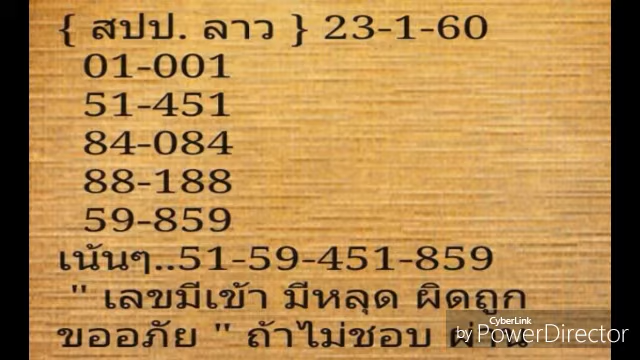 { สปป. ลาว } 23-1-60
01-001
51-451
84-084
88-188
59-859
เน้นๆ..51-59-451-859
" เลขมีเข้า มีหลุด ผิดถูก
ขออภัย " ถ้าไม่ชอบ
CyberLink
by PowerDirector